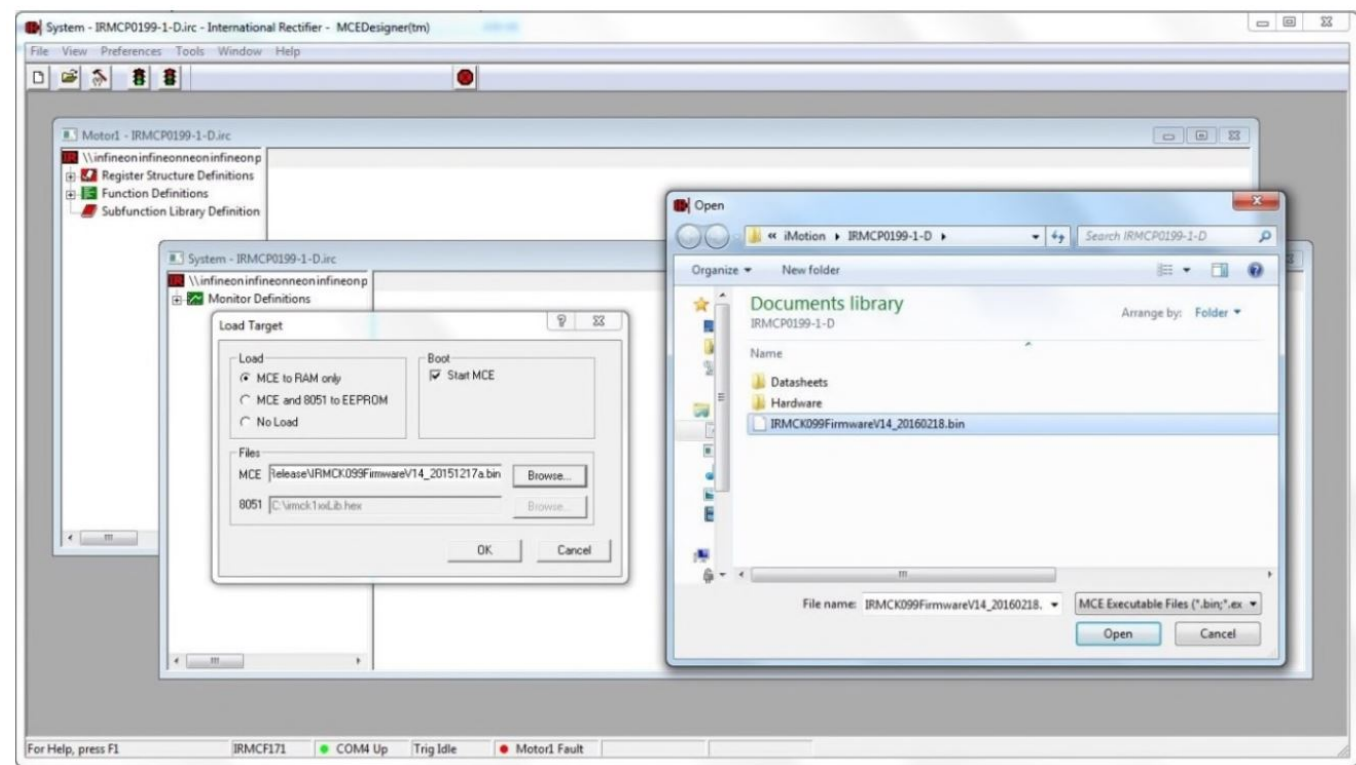 System - IRMCP0199-1-D.irc - International Rectifier - MCEDesigner(tm)
File View Preferences Tools Window Help
Motor1 - IRMCP0199-1-D.irc
\\infineoninfineonneoninfineonp
Register Structure Definitions
Function Definitions
Subfunction Library Definition
System - IRMCP0199-1-D.irc
\\infineoninfineonneoninfineonp
Monitor Definitions
Load Target
Load
MCE to RAM only
MCE and 8051 to EEPROM
No Load
Boot
Start MCE
Files
MCE Release\IRMCK099FirmwareV14_20151217a.bin Browse...
8051 C:\irmck1xxLib.hex Browse...
OK Cancel
Open
« iMotion IRMCP0199-1-D Search IRMCP0199-1-D
Organize New folder
Documents library
IRMCP0199-1-D
Arrange by: Folder
Name
Datasheets
Hardware
IRMCK099FirmwareV14_20160218.bin
File name: IRMCK099FirmwareV14_20160218. MCE Executable Files (*.bin;*.ex
Open Cancel
For Help, press F1 IRMCF171 COM4 Up Trig Idle Motor1 Fault